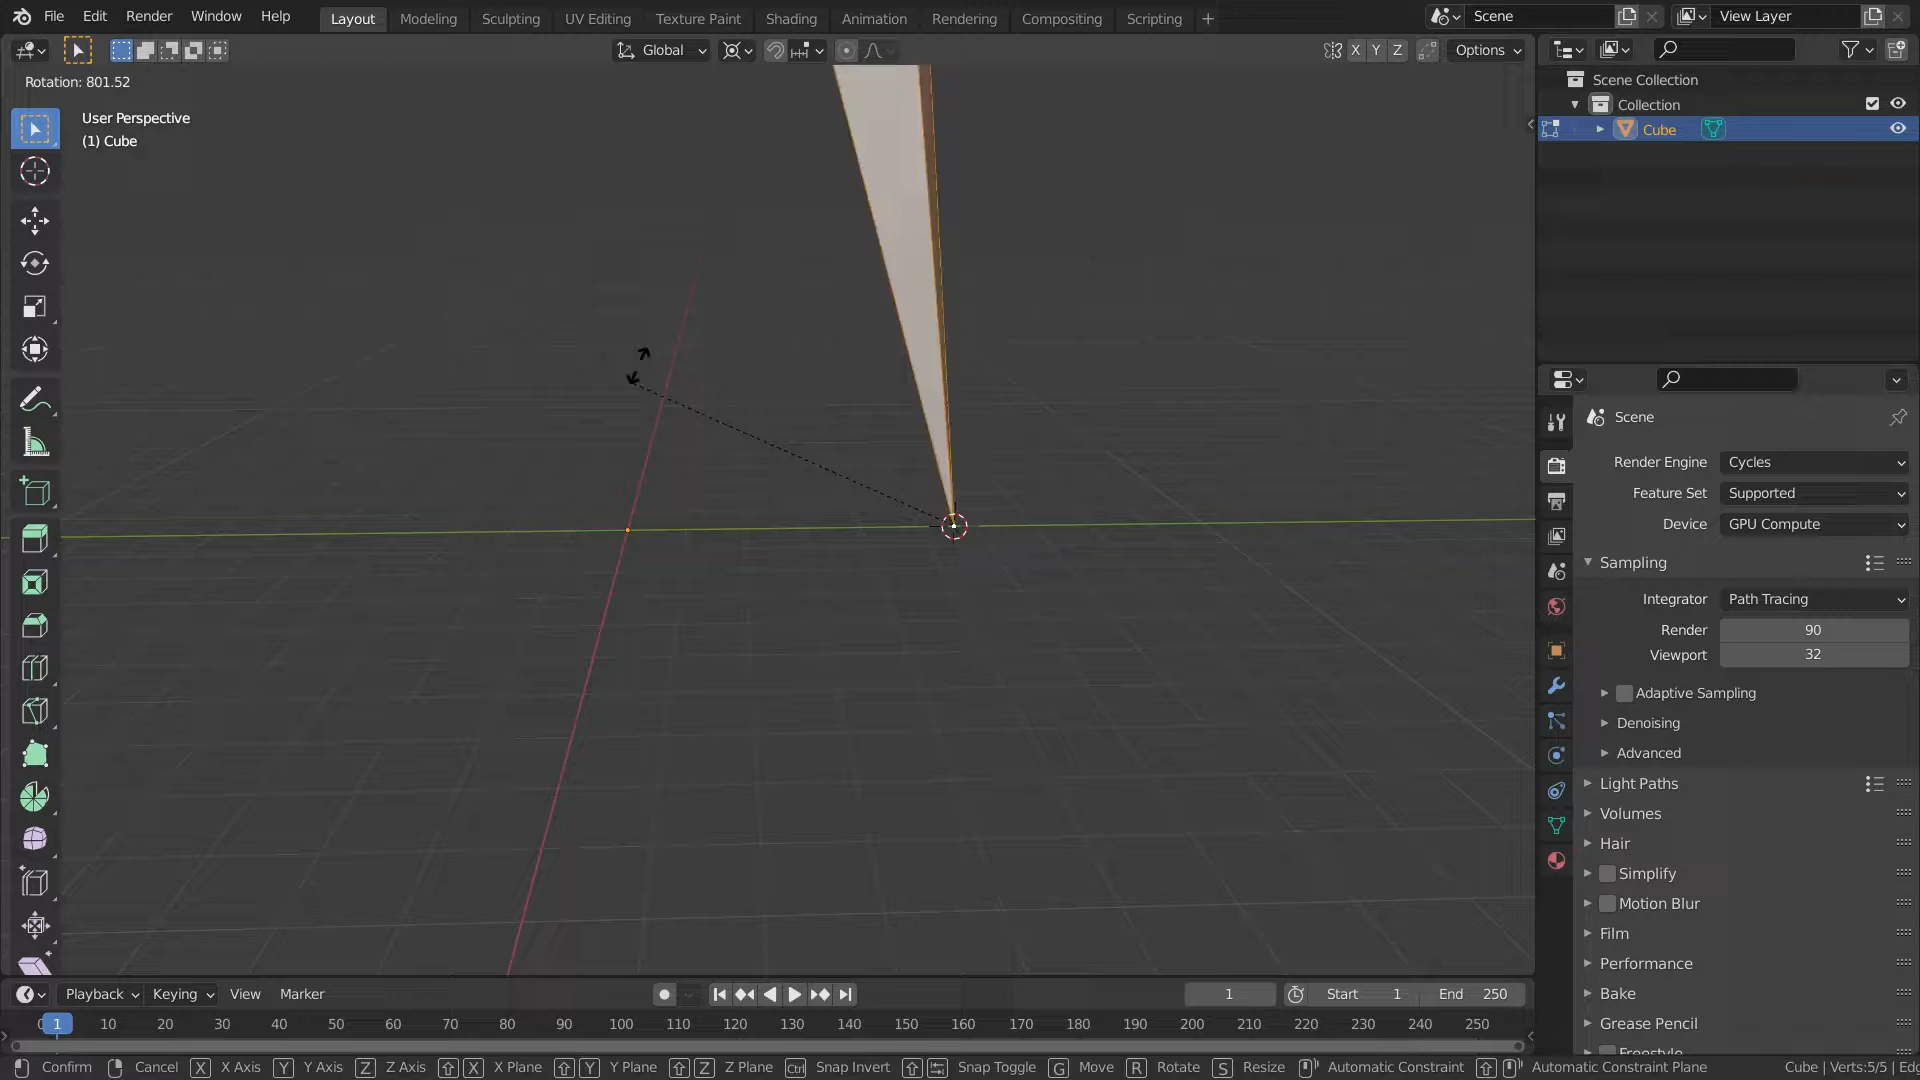 File Edit Render Window Help Layout Modeling Sculpting UV Editing Texture Paint Shading Animation Rendering Compositing Scripting + Scene View Layer
Global X Y Z Options
Rotation: 801.52
User Perspective
(1) Cube
Scene Collection
Collection
Cube
Scene
Render Engine Cycles
Feature Set Supported
Device GPU Compute
Sampling
Integrator Path Tracing
Render 90
Viewport 32
Adaptive Sampling
Denoising
Advanced
Light Paths
Volumes
Hair
Simplify
Motion Blur
Film
Performance
Bake
Grease Pencil
Freestyle
Playback Keying View Marker 1 Start 1 End 250
0 1 10 20 30 40 50 60 70 80 90 100 110 120 130 140 150 160 170 180 190 200 210 220 230 240 250
Confirm Cancel X X Axis Y Y Axis Z Z Axis X X Plane Y Y Plane Z Z Plane Ctrl Snap Invert Snap Toggle G Move R Rotate S Resize Automatic Constraint Automatic Constraint Plane Cube | Verts:5/5 |